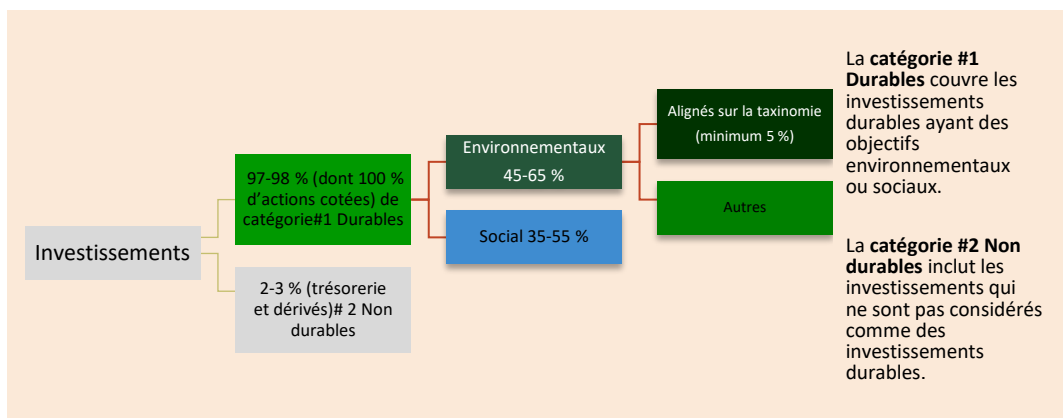 Investissements
97-98 % (dont 100 %
d'actions cotées) de
catégorie#1 Durables
2-3 % (trésorerie
et dérivés)# 2 Non
durables
Environnementaux
45-65 %
Social 35-55 %
Alignés sur la taxinomie
(minimum 5 %)
Autres
La catégorie #1
Durables couvre les
investissements
durables ayant des
objectifs
environnementaux
ou sociaux.
La catégorie #2 Non
durables inclut les
investissements qui
ne sont pas considérés
comme des
investissements
durables.